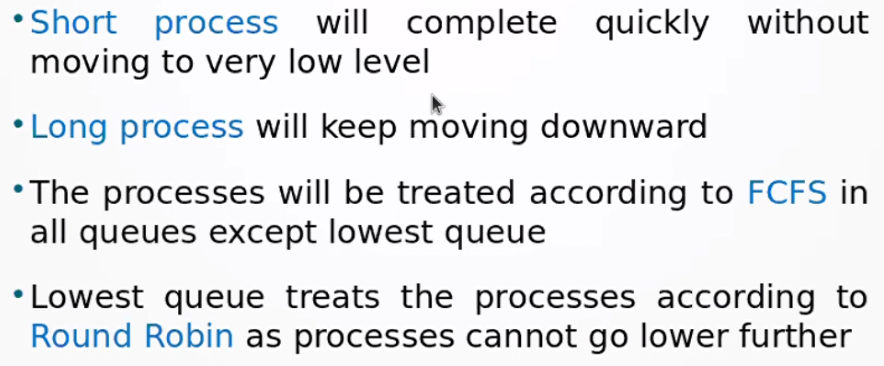 •Short process will complete quickly without
moving to very low level
•Long process will keep moving downward
•The processes will be treated according to FCFS in
all queues except lowest queue
•Lowest queue treats the processes according to
Round Robin as processes cannot go lower further